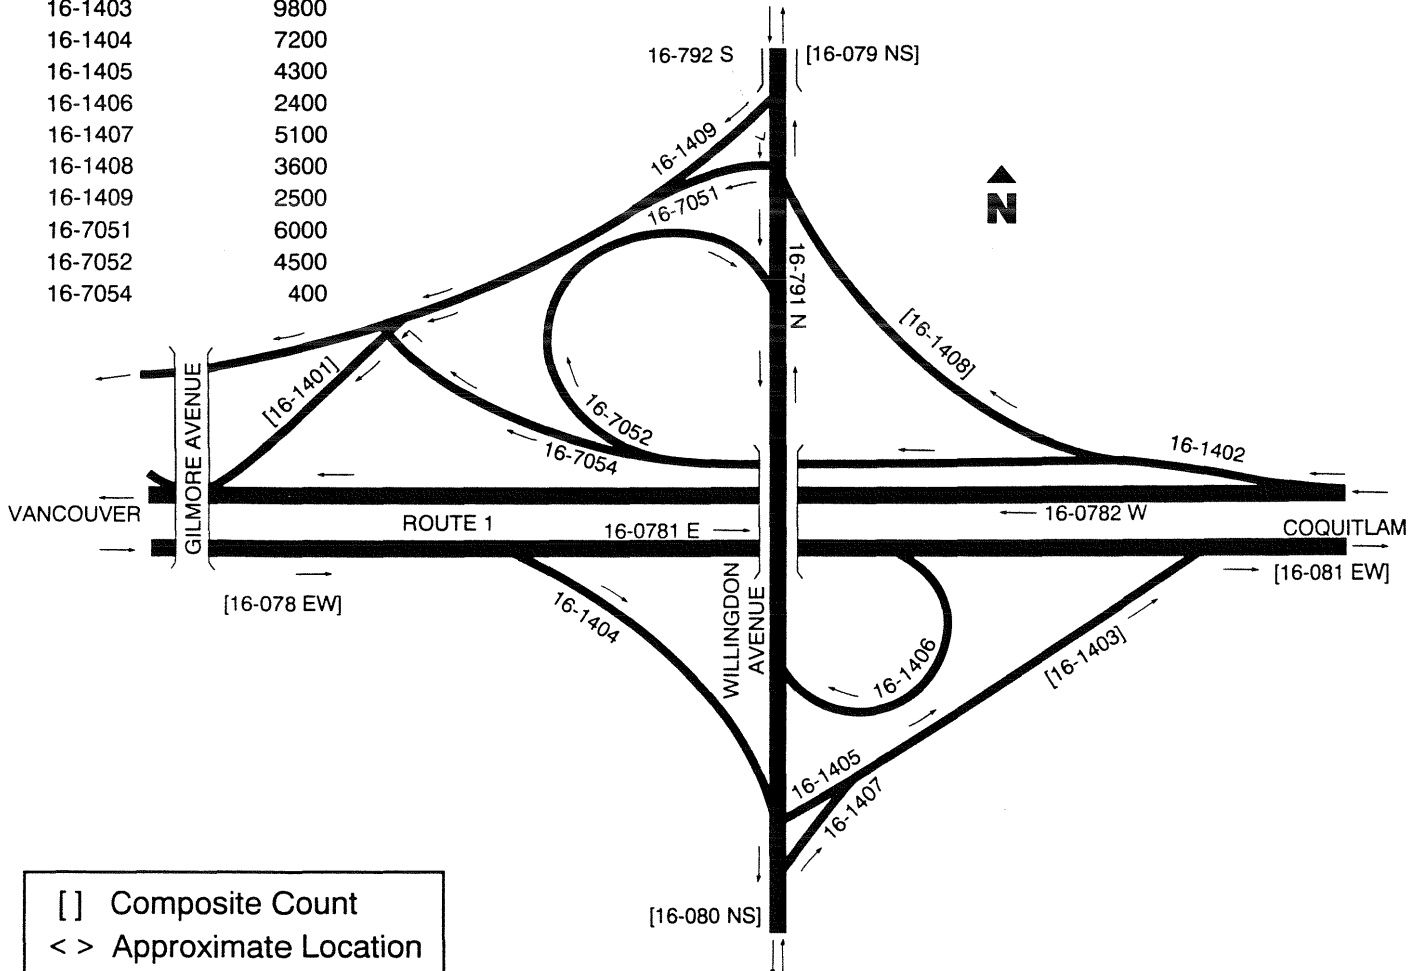 16-1403 9800
16-1404 7200
16-1405 4300
16-1406 2400
16-1407 5100
16-1408 3600
16-1409 2500
16-7051 6000
16-7052 4500
16-7054 400
16-792 S
[16-079 NS]
16-1409
16-7051
N
16-791 N
[16-1408]
[16-1401]
GILMORE AVENUE
16-7052
16-7054
16-1402
VANCOUVER
ROUTE 1
16-0781 E
16-0782 W
COQUITLAM
[16-078 EW]
[16-081 EW]
16-1404
WILLINGDON
AVENUE
16-1406
[16-1403]
16-1405
16-1407
[16-080 NS]
[ ] Composite Count
< > Approximate Location